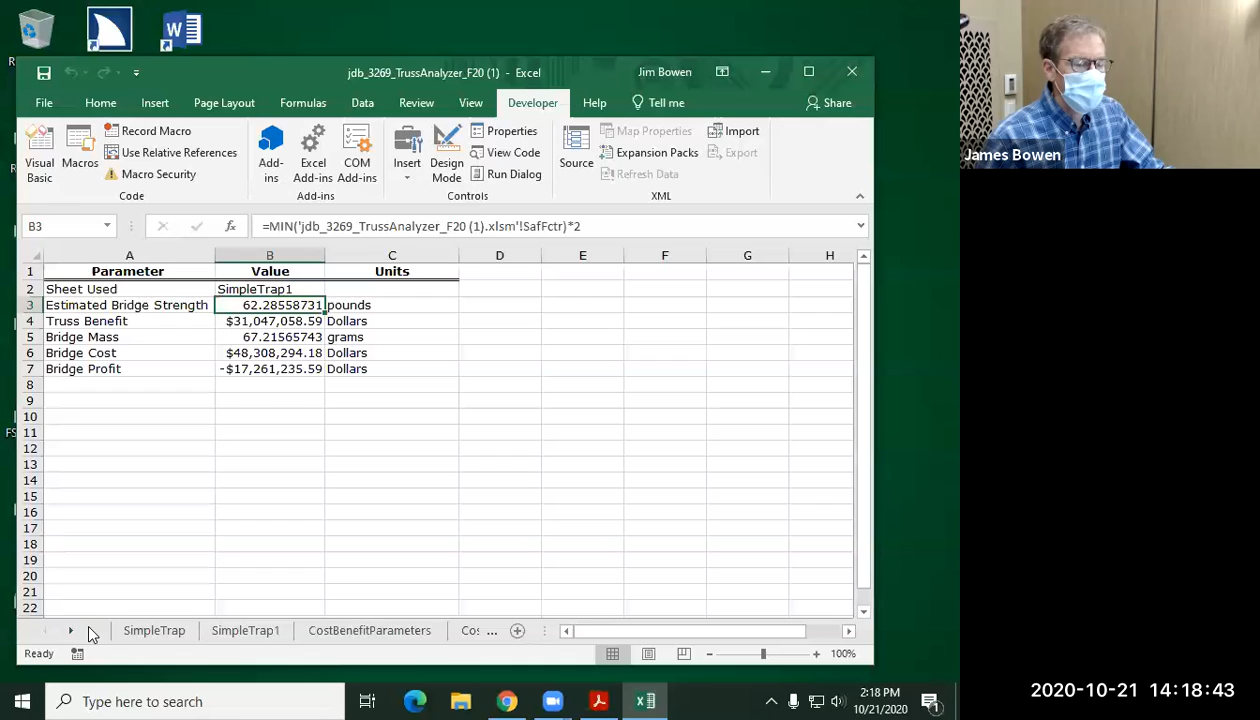 jdb_3269_TrussAnalyzer_F20 (1) - Excel
Jim Bowen
File Home Insert Page Layout Formulas Data Review View Developer Help Tell me Share
Visual Basic
Macros
Record Macro
Use Relative References
Macro Security
Code
Add-ins
Excel Add-ins
COM Add-ins
Add-ins
Insert
Design Mode
Properties
View Code
Run Dialog
Controls
Source
Map Properties
Expansion Packs
Refresh Data
Import
Export
XML
B3 fx =MIN('jdb_3269_TrussAnalyzer_F20 (1).xlsm'!SafFctr)*2
A B C D E F G H
1 Parameter Value Units
2 Sheet Used SimpleTrap1
3 Estimated Bridge Strength 62.28558731 pounds
4 Truss Benefit $31,047,058.59 Dollars
5 Bridge Mass 67.21565743 grams
6 Bridge Cost $48,308,294.18 Dollars
7 Bridge Profit -$17,261,235.59 Dollars
8
9
10
11
12
13
14
15
16
17
18
19
20
21
22
SimpleTrap SimpleTrap1 CostBenefitParameters Co ...
Ready 100%
Type here to search
2:18 PM
10/21/2020
1
James Bowen
2020-10-21 14:18:43